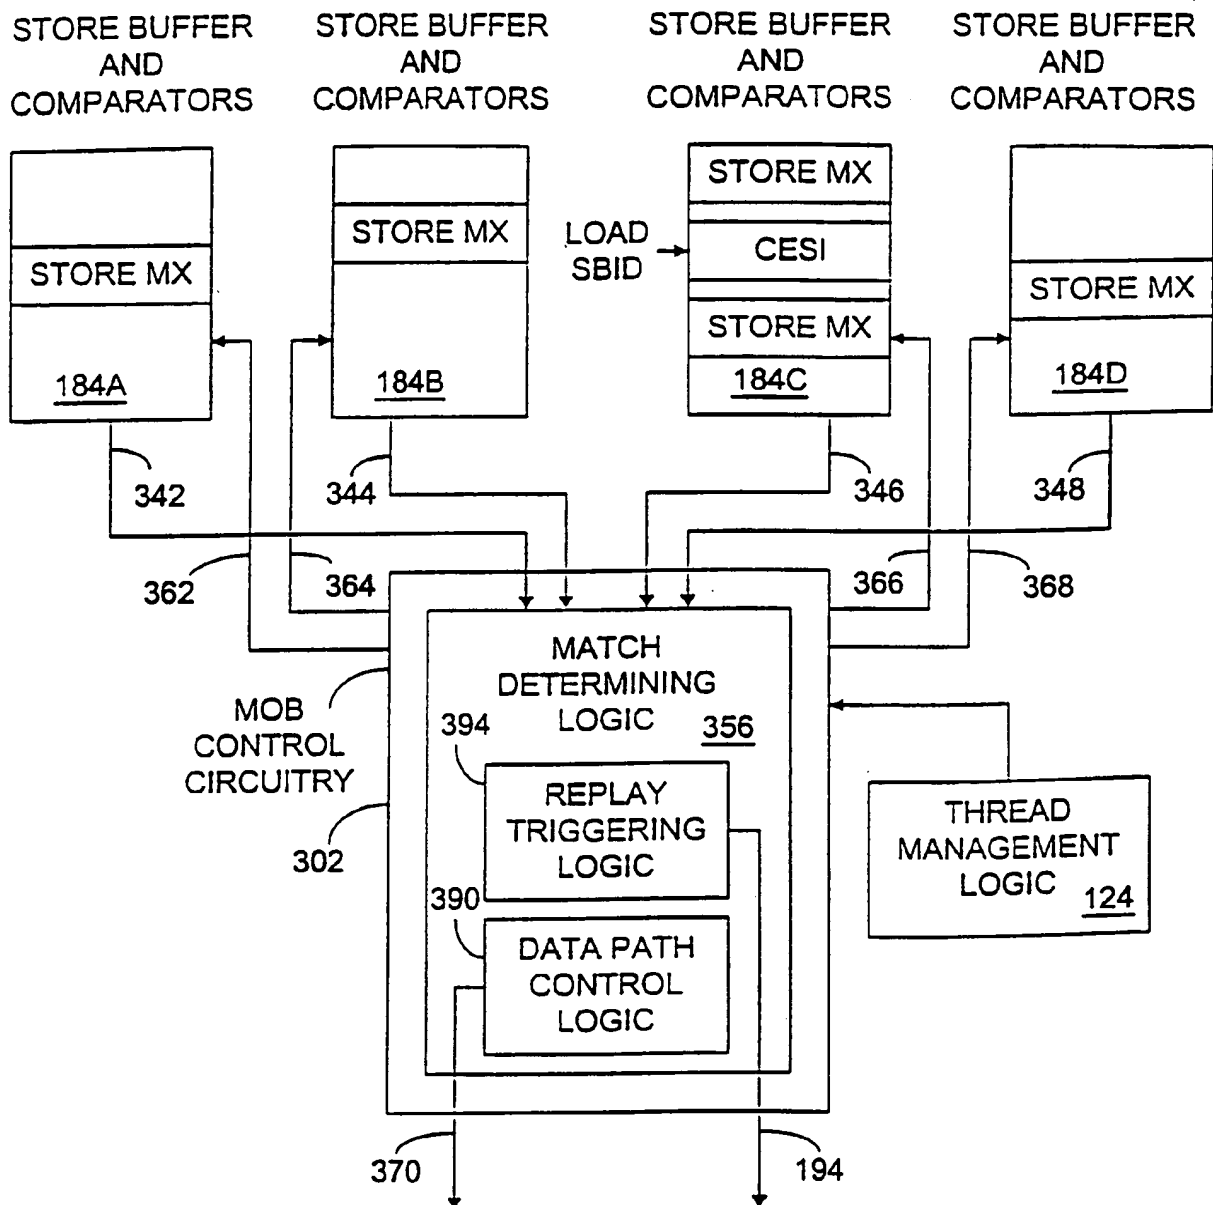 STORE BUFFER
AND
COMPARATORS
STORE BUFFER
AND
COMPARATORS
STORE BUFFER
AND
COMPARATORS
STORE BUFFER
AND
COMPARATORS
STORE MX
184A
STORE MX
184B
LOAD
SBID
STORE MX
CESI
STORE MX
184C
STORE MX
184D
342
344
346
348
362
364
366
368
MOB
CONTROL
CIRCUITRY
302
MATCH
DETERMINING
LOGIC
356
394
REPLAY
TRIGGERING
LOGIC
390
DATA PATH
CONTROL
LOGIC
THREAD
MANAGEMENT
LOGIC
124
370
194